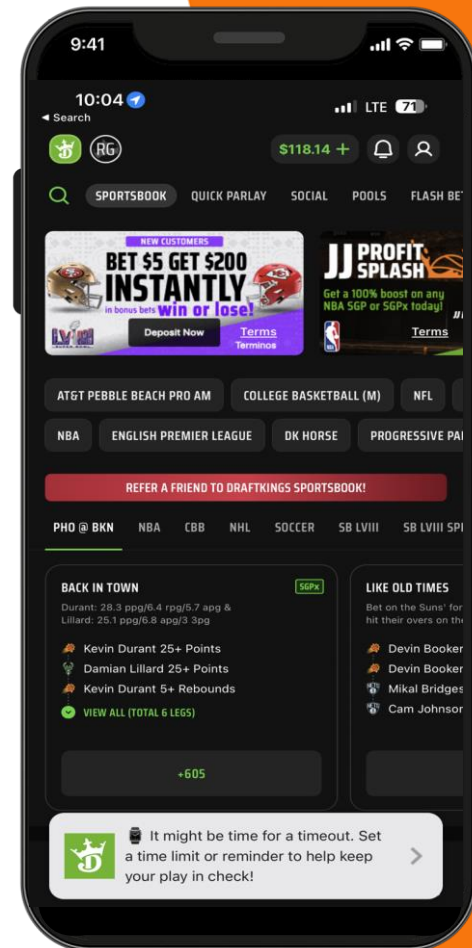 9:41
10:04
LTE 71
◄ Search
RG
$118.14 +
SPORTSBOOK QUICK PARLAY SOCIAL POOLS FLASH BE
NEW CUSTOMERS
BET $5 GET $200
INSTANTLY
in bonus bets win or lose!
Deposit Now
Terms
Terminos
LVIII
JJ PROFIT
SPLASH
Get a 100% boost on any
NBA SGP or SGPx today!
Terms
AT&T PEBBLE BEACH PRO AM COLLEGE BASKETBALL (M) NFL
NBA ENGLISH PREMIER LEAGUE DK HORSE PROGRESSIVE PA
REFER A FRIEND TO DRAFTKINGS SPORTSBOOK!
PHO @ BKN NBA CBB NHL SOCCER SB LVIII SB LVIII SP
BACK IN TOWN
SGPx
Durant: 28.3 ppg/6.4 rpg/5.7 apg &
Lillard: 25.1 ppg/6.8 apg/3 3pg
Kevin Durant 25+ Points
Damian Lillard 25+ Points
Kevin Durant 5+ Rebounds
VIEW ALL (TOTAL 6 LEGS)
+605
LIKE OLD TIMES
Bet on the Suns' for
hit their overs on the
Devin Booker
Devin Booker
Mikal Bridges
Cam Johnson
It might be time for a timeout. Set
a time limit or reminder to help keep
your play in check!